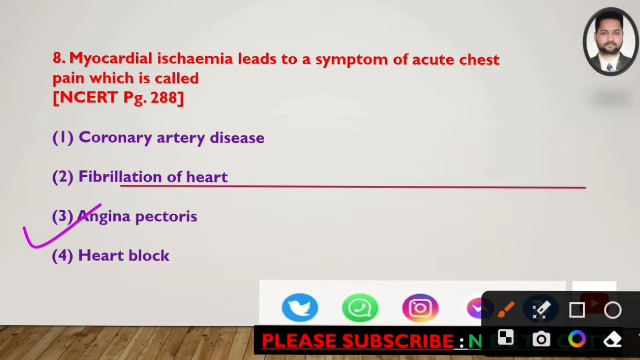 8. Myocardial ischaemia leads to a symptom of acute chest
pain which is called
[NCERT Pg. 288]
(1) Coronary artery disease
(2) Fibrillation of heart
(3) Angina pectoris
(4) Heart block
PLEASE SUBSCRIBE : N